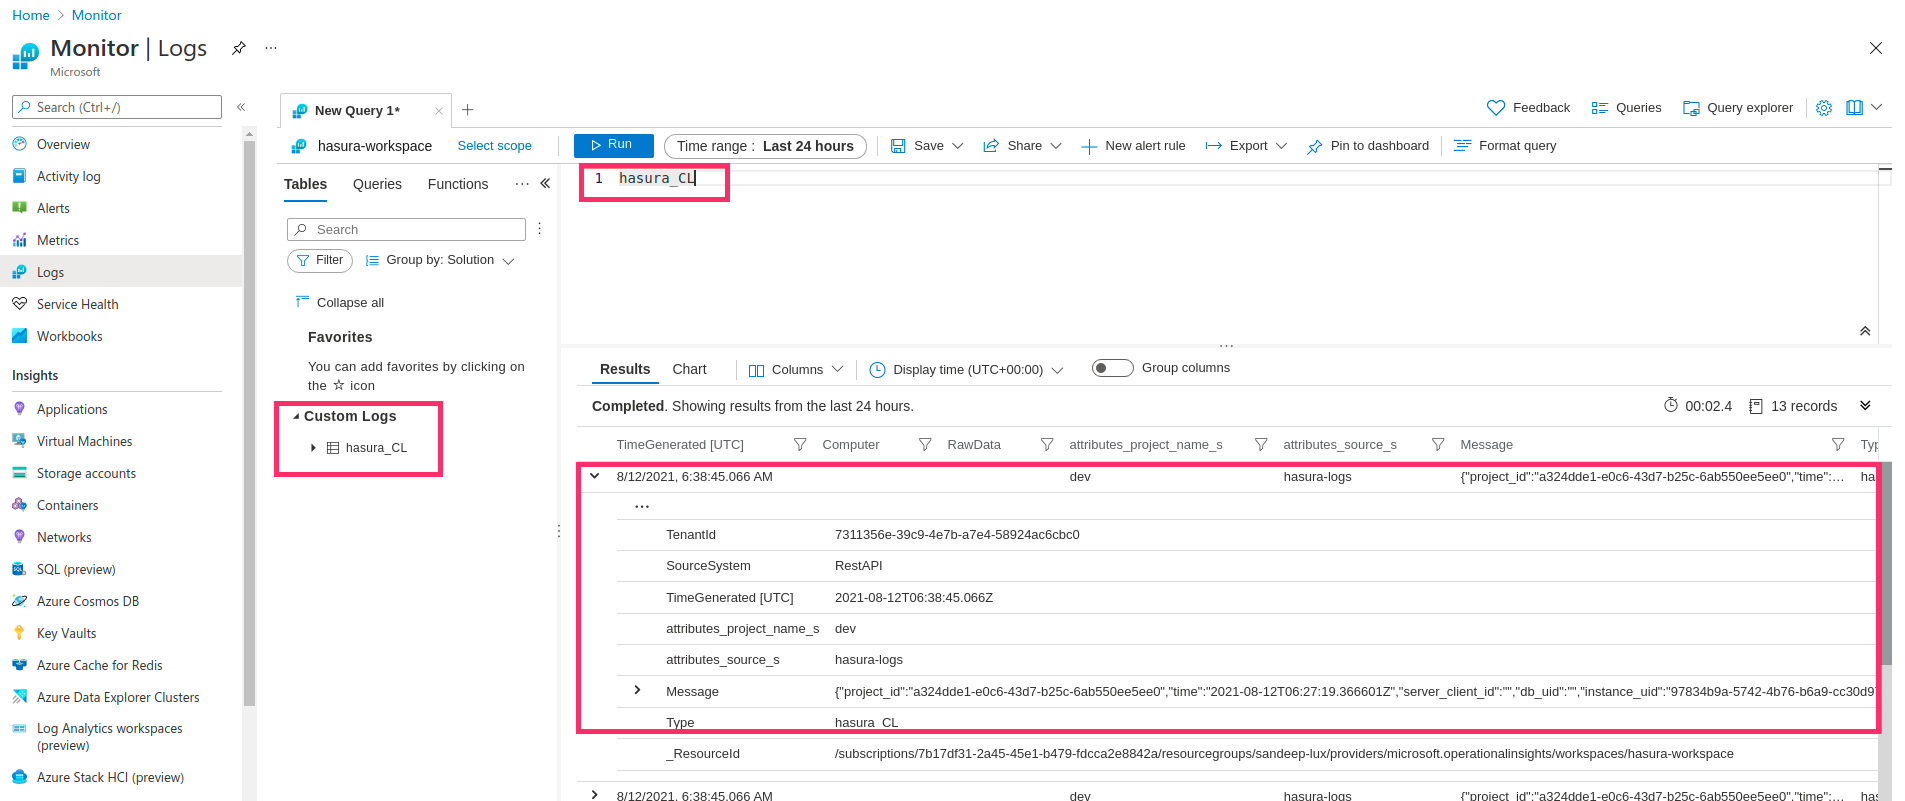 Home > Monitor
Monitor | Logs
Microsoft
Search (Ctrl+/)
Overview
Activity log
Alerts
Metrics
Logs
Service Health
Workbooks
Insights
Applications
Virtual Machines
Storage accounts
Containers
Networks
SQL (preview)
Azure Cosmos DB
Key Vaults
Azure Cache for Redis
Azure Data Explorer Clusters
Log Analytics workspaces
(preview)
Azure Stack HCI (preview)
New Query 1*
Feedback Queries Query explorer
hasura-workspace Select scope
Run Time range : Last 24 hours Save Share New alert rule Export Pin to dashboard Format query
Tables Queries Functions
Search
Filter Group by: Solution
Collapse all
Favorites
You can add favorites by clicking on
the ☆ icon
Custom Logs
hasura_CL
1 hasura_CL
Results Chart Columns Display time (UTC+00:00) Group columns
Completed. Showing results from the last 24 hours. 00:02.4 13 records
TimeGenerated [UTC] Computer RawData attributes_project_name_s attributes_source_s Message Typ
8/12/2021, 6:38:45.066 AM dev hasura-logs {"project_id":"a324dde1-e0c6-43d7-b25c-6ab550ee5ee0","time":... ha
...
TenantId 7311356e-39c9-4e7b-a7e4-58924ac6cbc0
SourceSystem RestAPI
TimeGenerated [UTC] 2021-08-12T06:38:45.066Z
attributes_project_name_s dev
attributes_source_s hasura-logs
Message {"project_id":"a324dde1-e0c6-43d7-b25c-6ab550ee5ee0","time":"2021-08-12T06:27:19.366601Z","server_client_id":"","db_uid":"","instance_uid":"97834b9a-5742-4b76-b6a9-cc30d97
Type hasura_CL
_ResourceId /subscriptions/7b17df31-2a45-45e1-b479-fdcca2e8842a/resourcegroups/sandeep-lux/providers/microsoft.operationalinsights/workspaces/hasura-workspace
8/12/2021, 6:38:45.066 AM dev hasura-logs {"project_id":"a324dde1-e0c6-43d7-b25c-6ab550ee5ee0","time":... ha